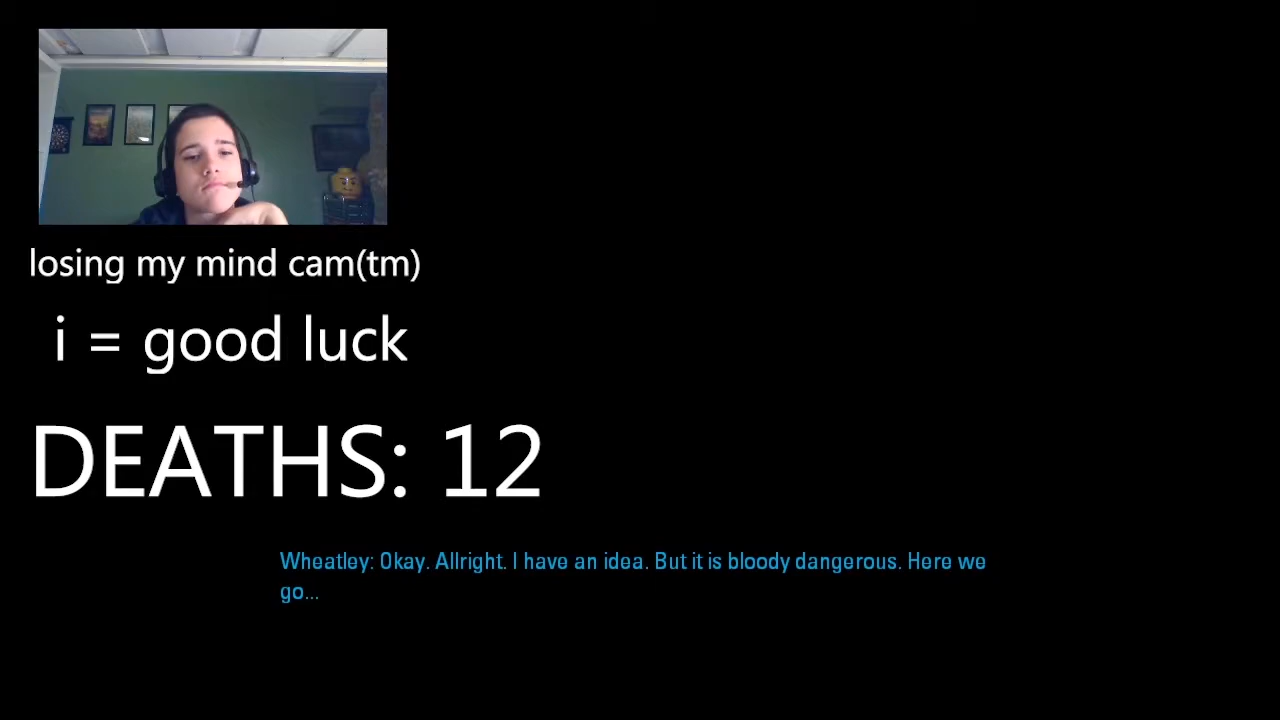 losing my mind cam(tm)
i = good luck
DEATHS: 12
Wheatley: Okay. Allright. I have an idea. But it is bloody dangerous. Here we
go...